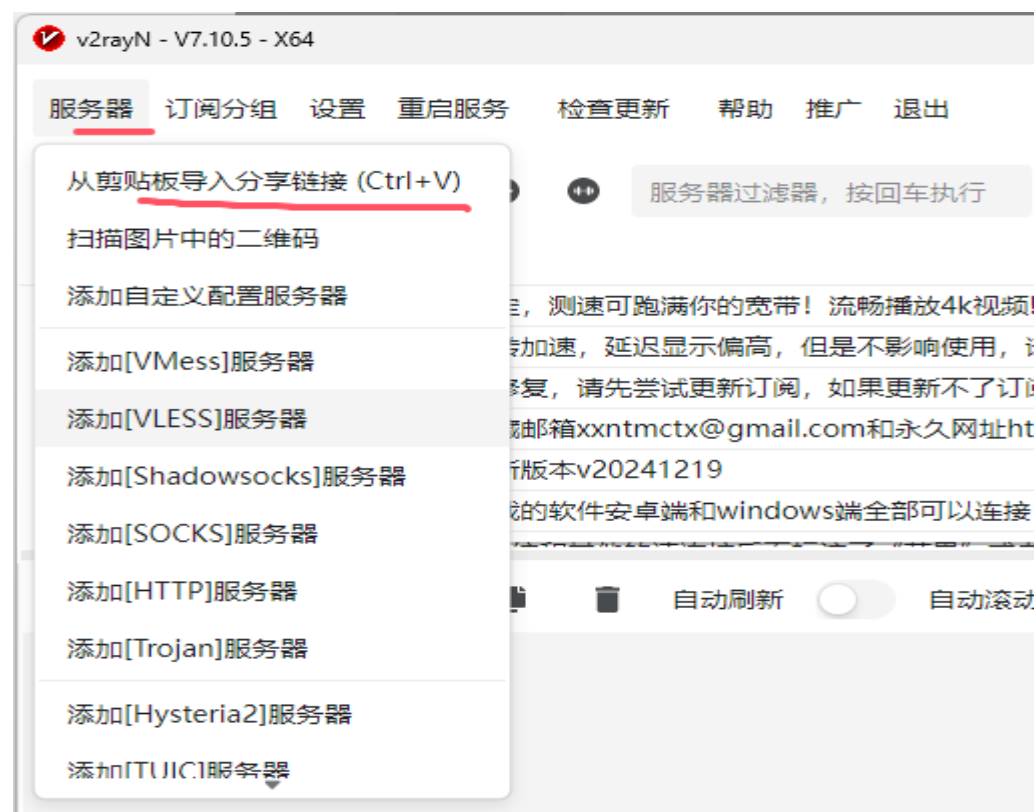 v2rayN - V7.10.5 - X64
服务器 订阅分组 设置 重启服务 检查更新 帮助 推广 退出
从剪贴板导入分享链接 (Ctrl+V)
服务器过滤器，按回车执行
扫描图片中的二维码
添加自定义配置服务器
，测速可跑满你的宽带！流畅播放4k视频!
添加[VMess]服务器
加速，延迟显示偏高，但是不影响使用，
复，请先尝试更新订阅，如果更新不了订阅
添加[VLESS]服务器
邮箱xxntmctx@gmail.com和永久网址ht
新版本v20241219
添加[Shadowsocks]服务器
的软件安卓端和windows端全部可以连接
添加[SOCKS]服务器
添加[HTTP]服务器
自动刷新 自动滚动
添加[Trojan]服务器
添加[Hysteria2]服务器
添加[TUIC]服务器